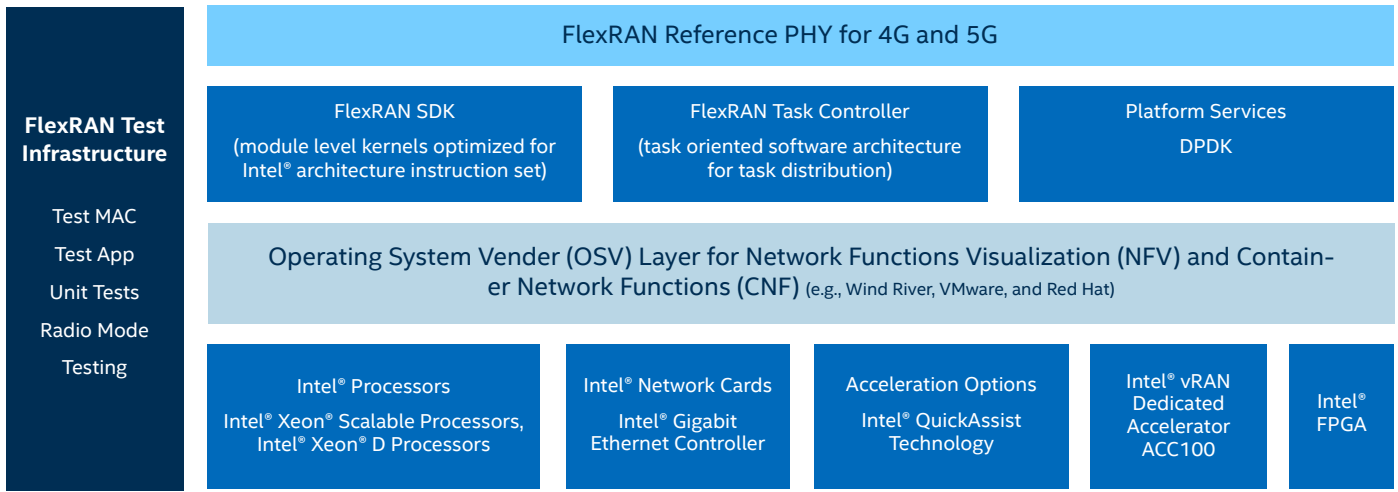 FlexRAN Test
Infrastructure
Test MAC
Test App
Unit Tests
Radio Mode
Testing
FlexRAN Reference PHY for 4G and 5G
FlexRAN SDK
(module level kernels optimized for
Intel® architecture instruction set)
FlexRAN Task Controller
(task oriented software architecture
for task distribution)
Platform Services
DPDK
Operating System Vender (OSV) Layer for Network Functions Visualization (NFV) and Contain-
er Network Functions (CNF) (e.g., Wind River, VMware, and Red Hat)
Intel® Processors
Intel® Xeon® Scalable Processors,
Intel® Xeon® D Processors
Intel® Network Cards
Intel® Gigabit
Ethernet Controller
Acceleration Options
Intel® QuickAssist
Technology
Intel® vRAN
Dedicated
Accelerator
ACC100
Intel®
FPGA